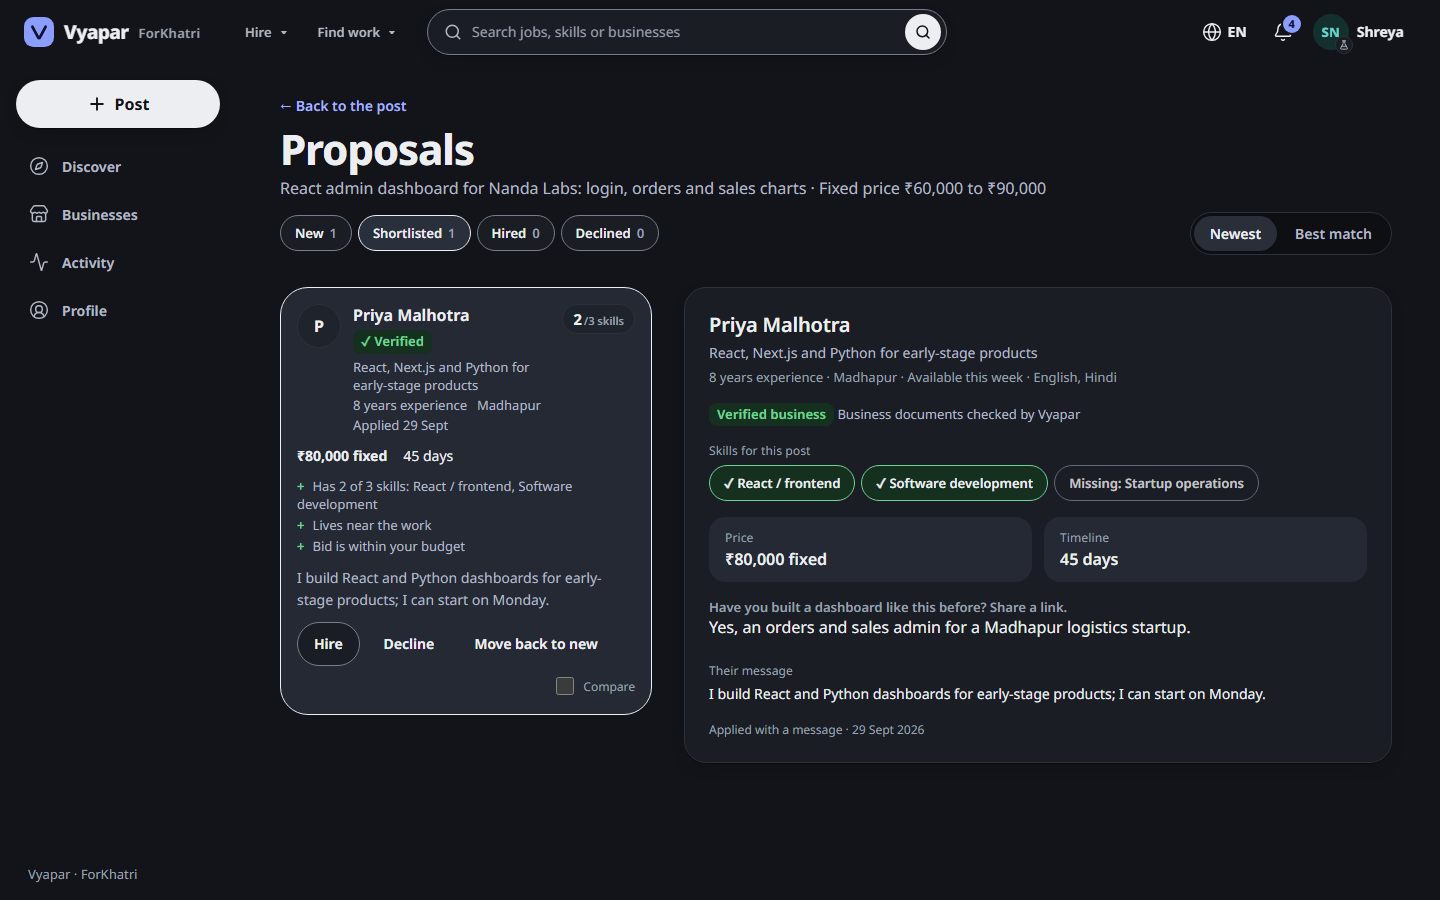 Vyapar ForKhatri
Hire
Find work
Search jobs, skills or businesses
EN
4
SN
Shreya
+ Post
Discover
Businesses
Activity
Profile
← Back to the post
Proposals
React admin dashboard for Nanda Labs: login, orders and sales charts · Fixed price ₹60,000 to ₹90,000
New 1
Shortlisted 1
Hired 0
Declined 0
Newest
Best match
P
Priya Malhotra
2/3 skills
✓ Verified
React, Next.js and Python for
early-stage products
8 years experience Madhapur
Applied 29 Sept
₹80,000 fixed 45 days
+ Has 2 of 3 skills: React / frontend, Software
development
+ Lives near the work
+ Bid is within your budget
I build React and Python dashboards for early-
stage products; I can start on Monday.
Hire
Decline
Move back to new
Compare
Priya Malhotra
React, Next.js and Python for early-stage products
8 years experience · Madhapur · Available this week · English, Hindi
Verified business Business documents checked by Vyapar
Skills for this post
✓ React / frontend
✓ Software development
Missing: Startup operations
Price
₹80,000 fixed
Timeline
45 days
Have you built a dashboard like this before? Share a link.
Yes, an orders and sales admin for a Madhapur logistics startup.
Their message
I build React and Python dashboards for early-stage products; I can start on Monday.
Applied with a message · 29 Sept 2026
Vyapar · ForKhatri